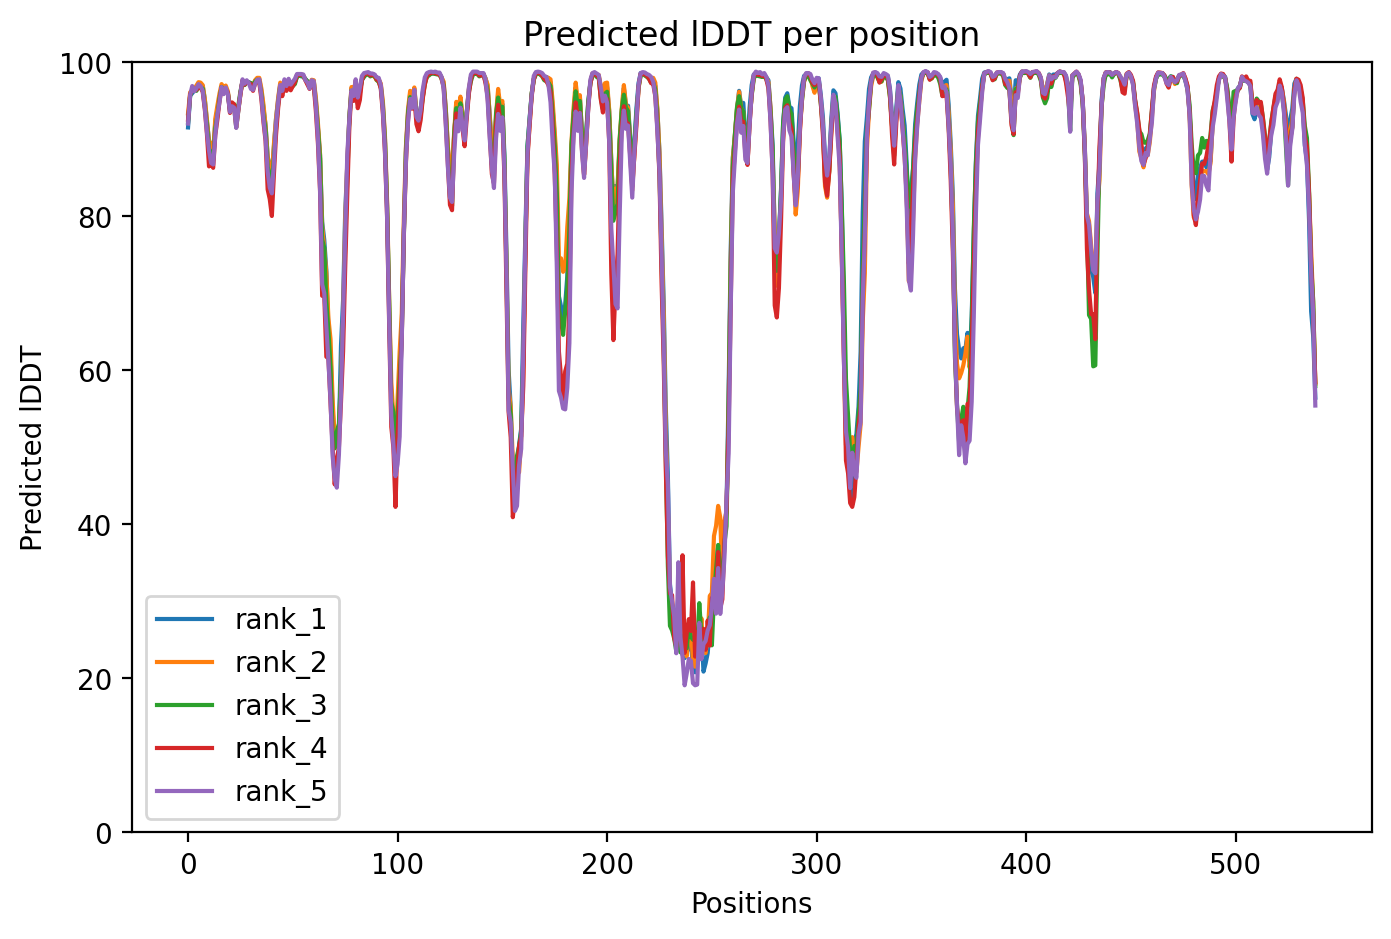 Predicted lDDT per position
100
80
60
40
20
0
Predicted lDDT
rank_1
rank_2
rank_3
rank_4
rank_5
0 100 200 300 400 500
Positions